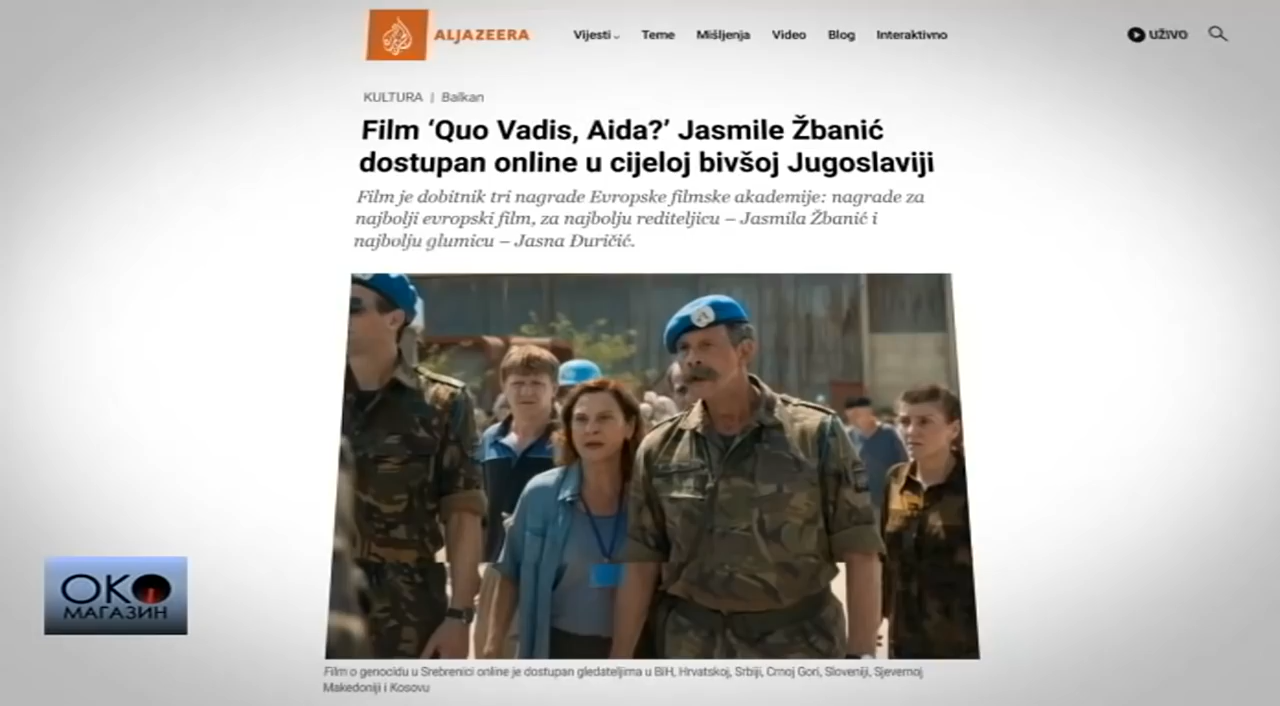 ALJAZEERA
Vijesti Teme Mišljenja Video Blog Interaktivno
uživo
KULTURA | Balkan
Film ‘Quo Vadis, Aida?’ Jasmile Žbanić
dostupan online u cijeloj bivšoj Jugoslaviji
Film je dobitnik tri nagrade Evropske filmske akademije: nagrade za
najbolji evropski film, za najbolju rediteljicu – Jasmila Žbanić i
najbolju glumicu – Jasna Đuričić.
ОКО
МАГАЗИН
Film o genocidu u Srebrenici online je dostupan gledateljima u BiH, Hrvatskoj, Srbiji, Crnoj Gori, Sloveniji, Sjevernoj
Makedoniji i Kosovu